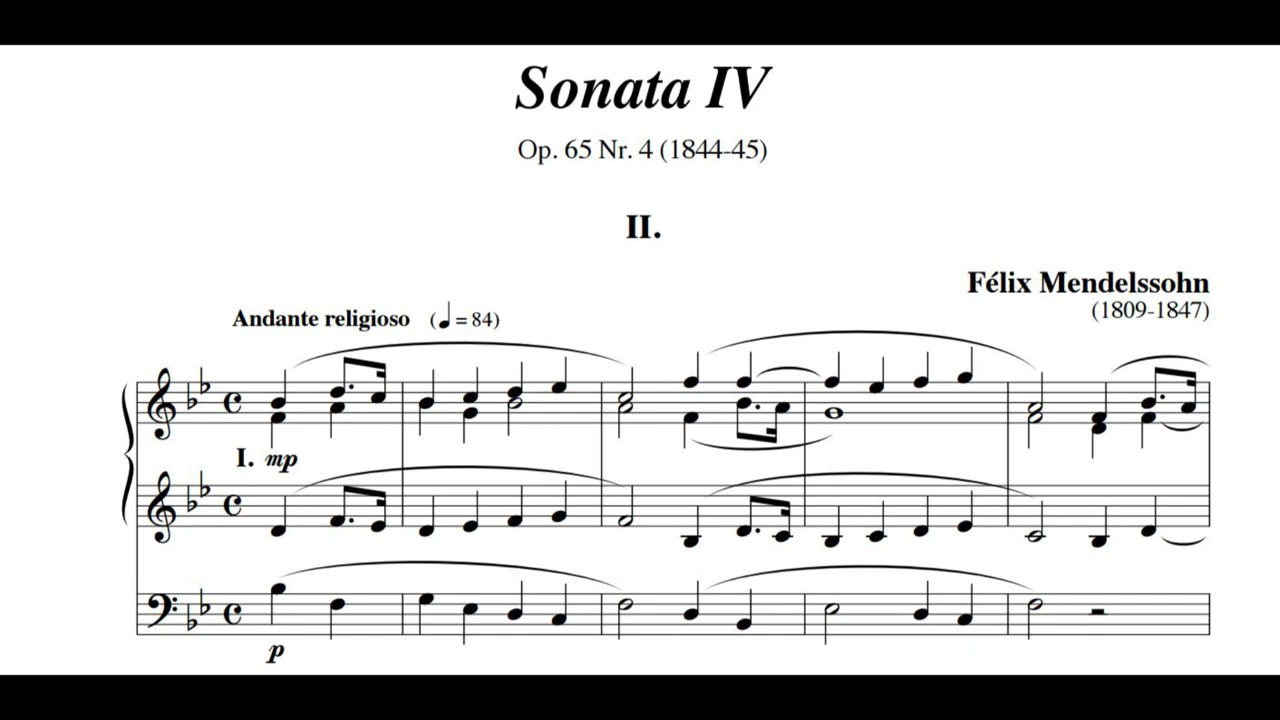 Sonata IV
Op. 65 Nr. 4 (1844-45)
II.
Félix Mendelssohn
(1809-1847)
Andante religioso (♩ = 84)
I. mp
p